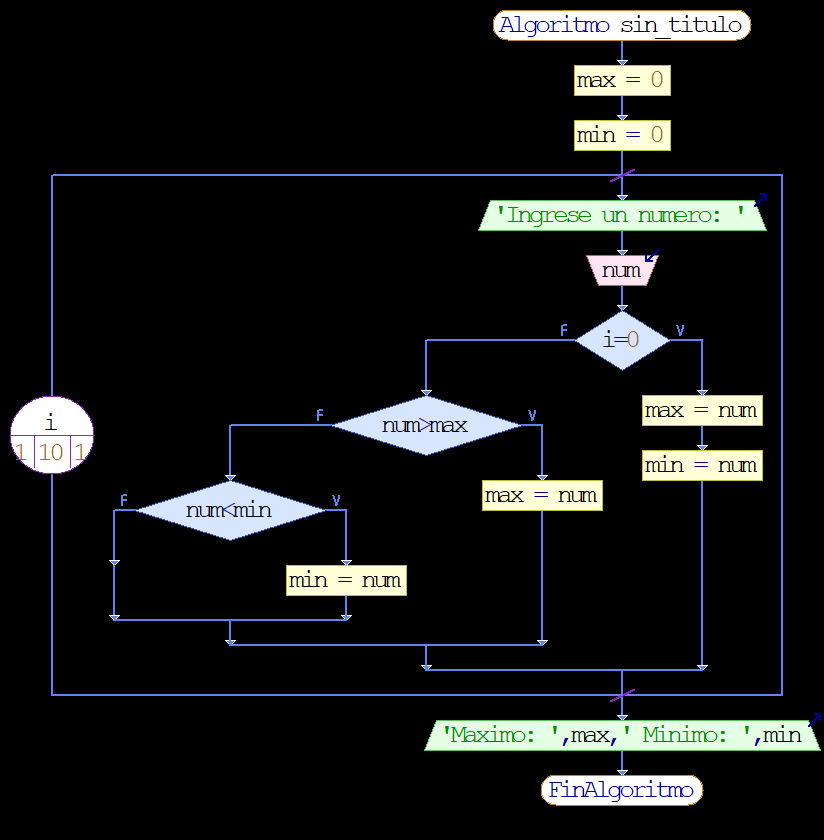 Algoritmo sin_titulo
max = 0
min = 0
'Ingrese un numero: '
num
i=0
F
V
max = num
min = num
num>max
F
V
max = num
i
1 10 1
num<min
F
V
min = num
'Maximo: ',max,' Minimo: ',min
FinAlgoritmo